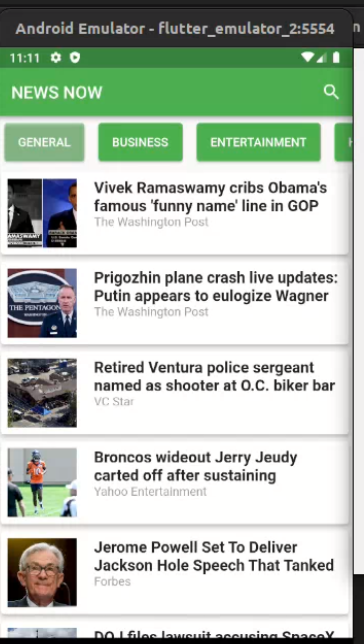 Android Emulator - flutter_emulator_2:5554
11:11
NEWS NOW
GENERAL
BUSINESS
ENTERTAINMENT
Vivek Ramaswamy cribs Obama's
famous 'funny name' line in GOP
The Washington Post
Prigozhin plane crash live updates:
Putin appears to eulogize Wagner
The Washington Post
THE PENTAGON
Retired Ventura police sergeant
named as shooter at O.C. biker bar
VC Star
Broncos wideout Jerry Jeudy
carted off after sustaining
Yahoo Entertainment
Jerome Powell Set To Deliver
Jackson Hole Speech That Tanked
Forbes
DOJ files lawsuit accusing SpaceX